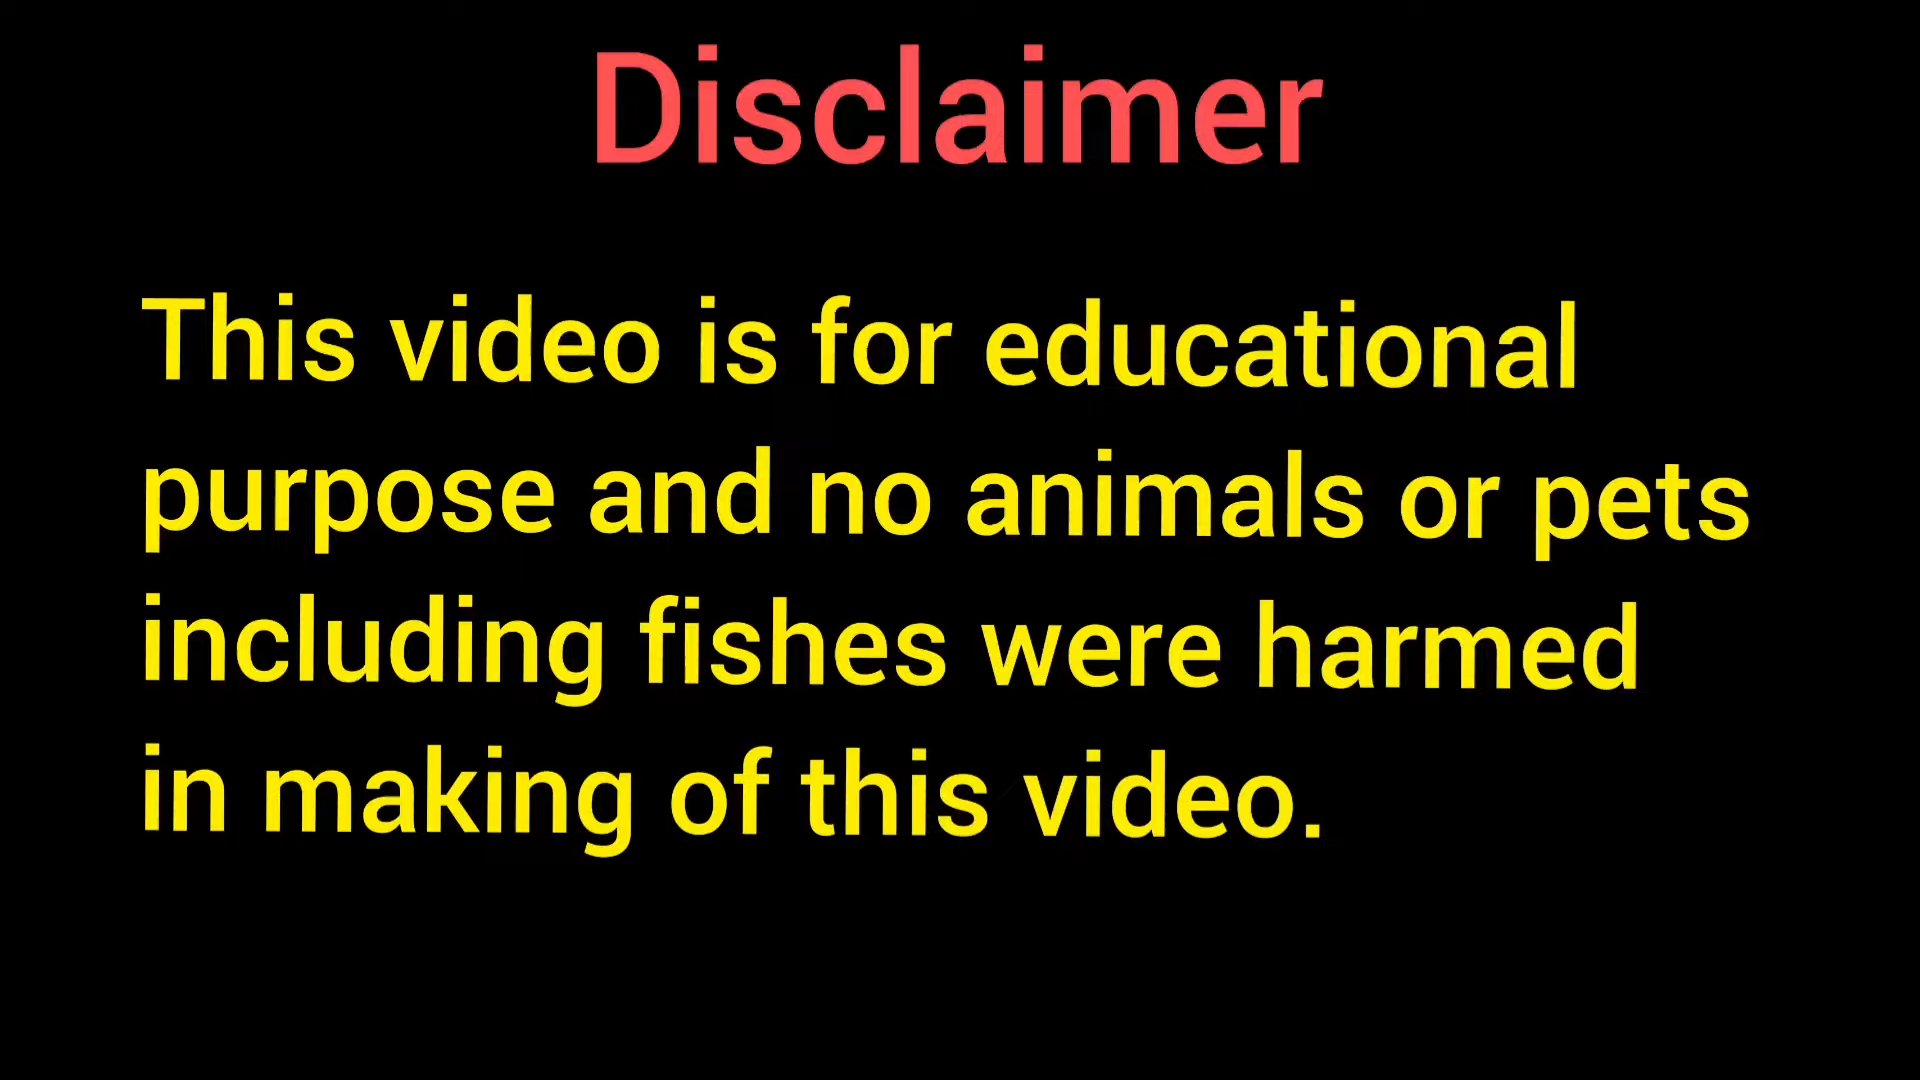 Disclaimer
This video is for educational
purpose and no animals or pets
including fishes were harmed
in making of this video.